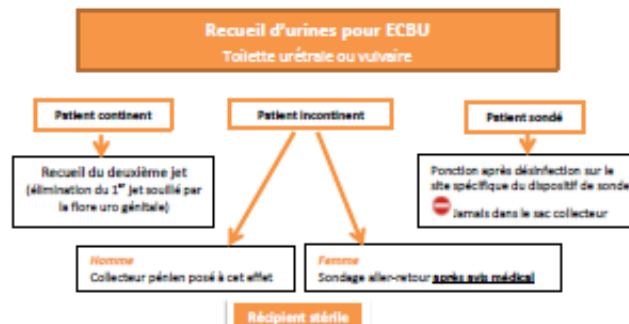 Recueil d'urines pour ECBU
Toilette urétrale ou vulvaire
Patient continent
Patient incontinent
Patient sondé
Recueil du deuxième jet
(élimination du 1er jet souillé par
la flore uro génitale)
Ponction après désinfection sur le
site spécifique du dispositif de sonde
Jamais dans le sac collecteur
Homme
Collecteur pénien posé à cet effet
Femme
Sondage aller-retour après avis médical
Récipient stérile